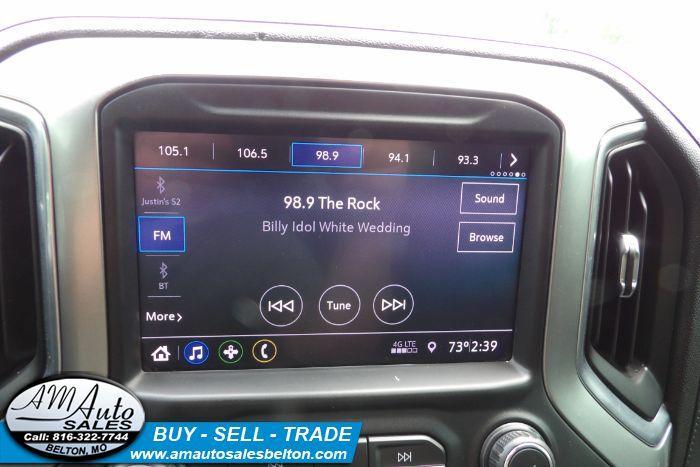 105.1 106.5 98.9 94.1 93.3
Justin's S2
98.9 The Rock
Sound
FM
Billy Idol White Wedding
Browse
BT
Tune
More
4G LTE
73° 2:39
AM Auto
SALES
Call: 816-322-7744
BELTON, MO
BUY - SELL - TRADE
www.amautosalesbelton.com